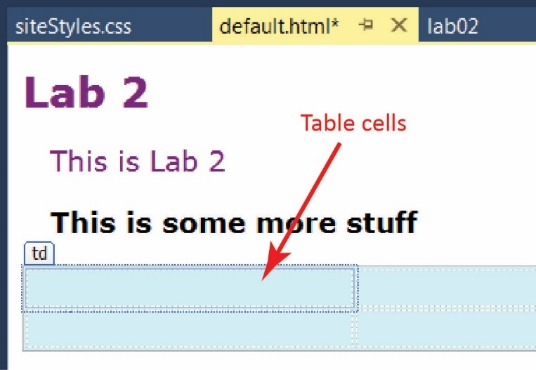 siteStyles.css default.html* lab02
Lab 2
Table cells
This is Lab 2
This is some more stuff
td